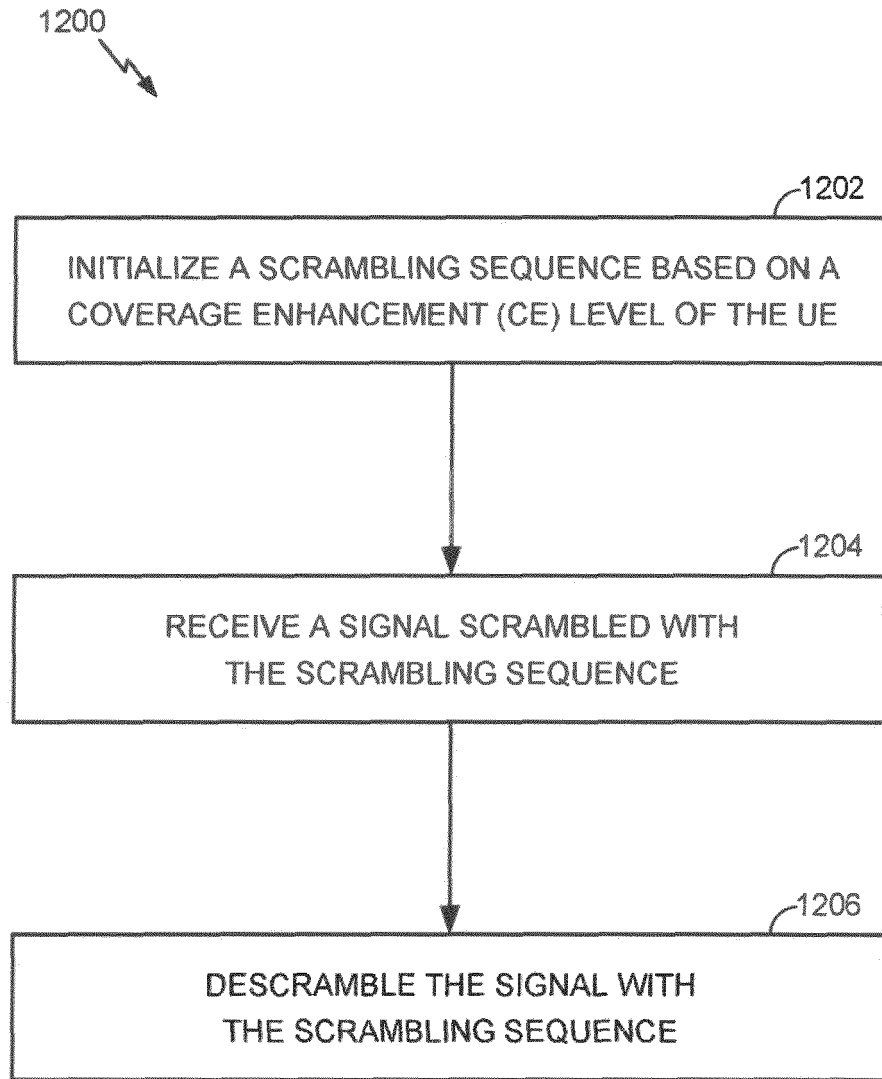 1200
1202
INITIALIZE A SCRAMBLING SEQUENCE BASED ON A
COVERAGE ENHANCEMENT (CE) LEVEL OF THE UE
1204
RECEIVE A SIGNAL SCRAMBLED WITH
THE SCRAMBLING SEQUENCE
1206
DESCRAMBLE THE SIGNAL WITH
THE SCRAMBLING SEQUENCE